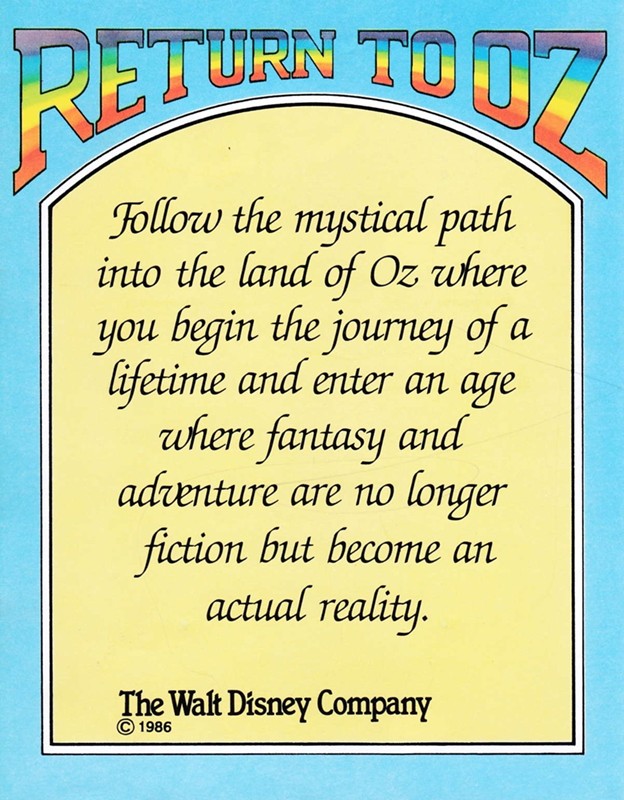 RETURN TO OZ
Follow the mystical path
into the land of Oz where
you begin the journey of a
lifetime and enter an age
where fantasy and
adventure are no longer
fiction but become an
actual reality.
The Walt Disney Company
© 1986